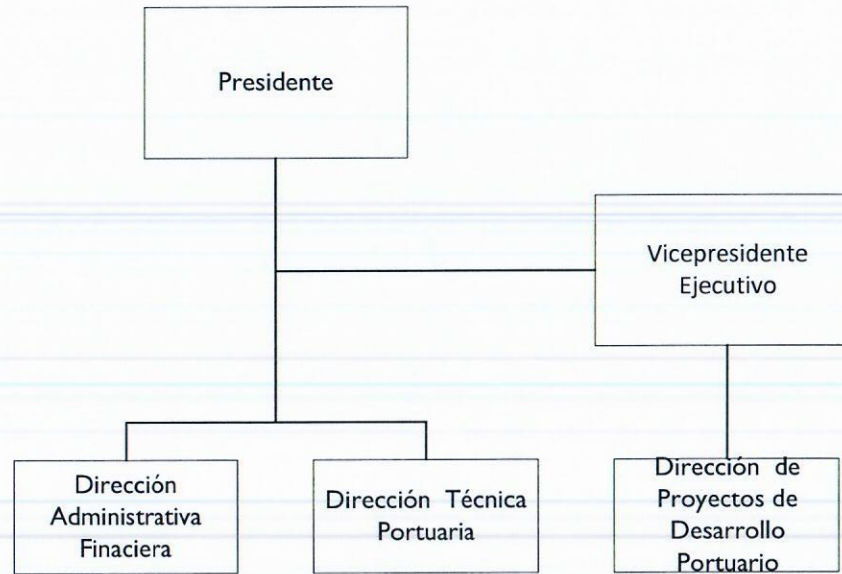 Presidente
Vicepresidente
Ejecutivo
Dirección
Administrativa
Finaciera
Dirección Técnica
Portuaria
Dirección de
Proyectos de
Desarrollo
Portuario